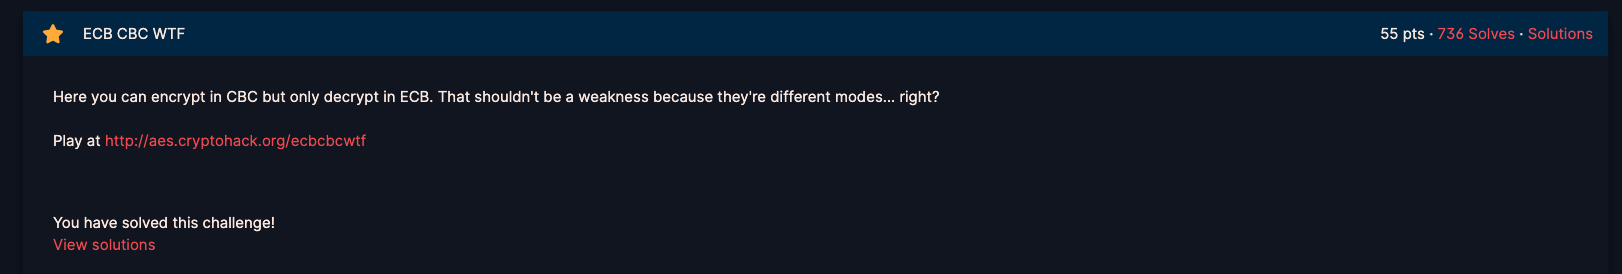 ECB CBC WTF 55 pts · 736 Solves · Solutions
Here you can encrypt in CBC but only decrypt in ECB. That shouldn't be a weakness because they're different modes... right?
Play at http://aes.cryptohack.org/ecbcbcwtf
You have solved this challenge!
View solutions